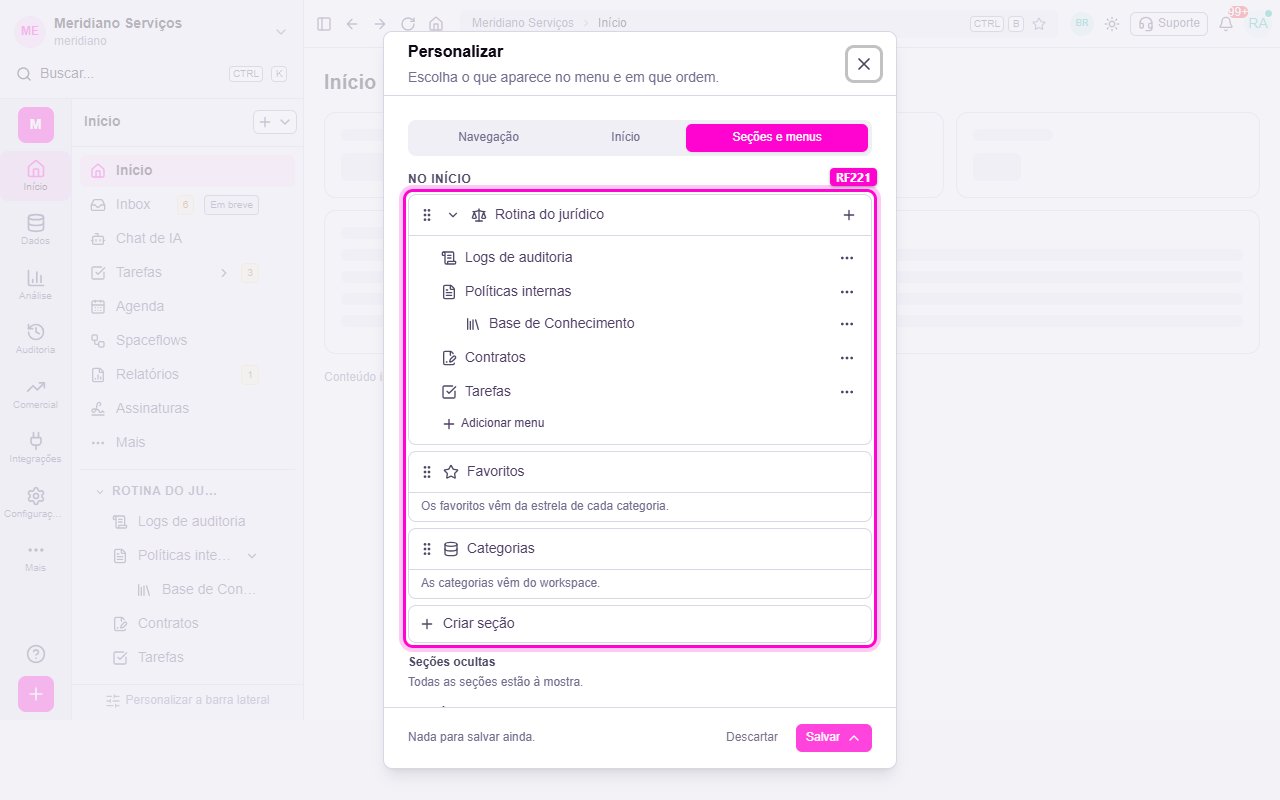 ME
Meridiano Serviços
meridiano
Buscar...
CTRL
K
Meridiano Serviços
Início
CTRL
B
BR
Suporte
99+
RA
M
Início
Dados
Análise
Auditoria
Comercial
Integrações
Configuraç...
Mais
Início
Início
Inbox
6
Em breve
Chat de IA
Tarefas
3
Agenda
Spaceflows
Relatórios
1
Assinaturas
Mais
ROTINA DO JU...
Logs de auditoria
Políticas inte...
Base de Con...
Contratos
Tarefas
Personalizar a barra lateral
Início
Conteúdo
Personalizar
Escolha o que aparece no menu e em que ordem.
Navegação
Início
Seções e menus
NO INÍCIO
RF221
Rotina do jurídico
Logs de auditoria
Políticas internas
Base de Conhecimento
Contratos
Tarefas
Adicionar menu
Favoritos
Os favoritos vêm da estrela de cada categoria.
Categorias
As categorias vêm do workspace.
Criar seção
Seções ocultas
Todas as seções estão à mostra.
Nada para salvar ainda.
Descartar
Salvar